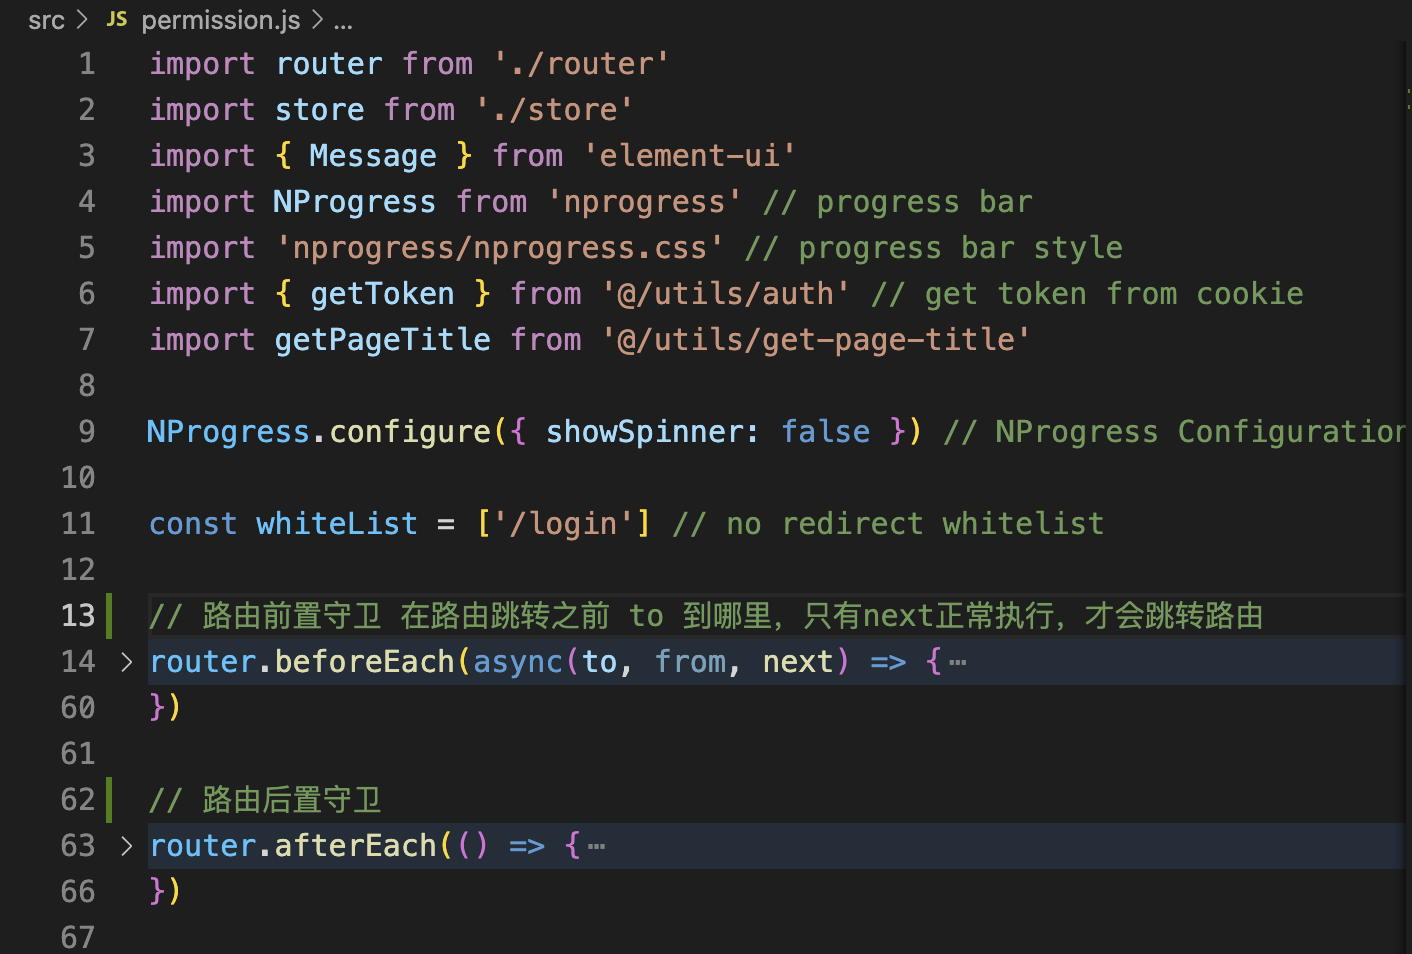 src > JS permission.js > ...
1 import router from './router'
2 import store from './store'
3 import { Message } from 'element-ui'
4 import NProgress from 'nprogress' // progress bar
5 import 'nprogress/nprogress.css' // progress bar style
6 import { getToken } from '@/utils/auth' // get token from cookie
7 import getPageTitle from '@/utils/get-page-title'
8
9 NProgress.configure({ showSpinner: false }) // NProgress Configuration
10
11 const whiteList = ['/login'] // no redirect whitelist
12
13 // 路由前置守卫 在路由跳转之前 to 到哪里，只有next正常执行，才会跳转路由
14 > router.beforeEach(async(to, from, next) => {…
60 })
61
62 // 路由后置守卫
63 > router.afterEach(() => {…
66 })
67